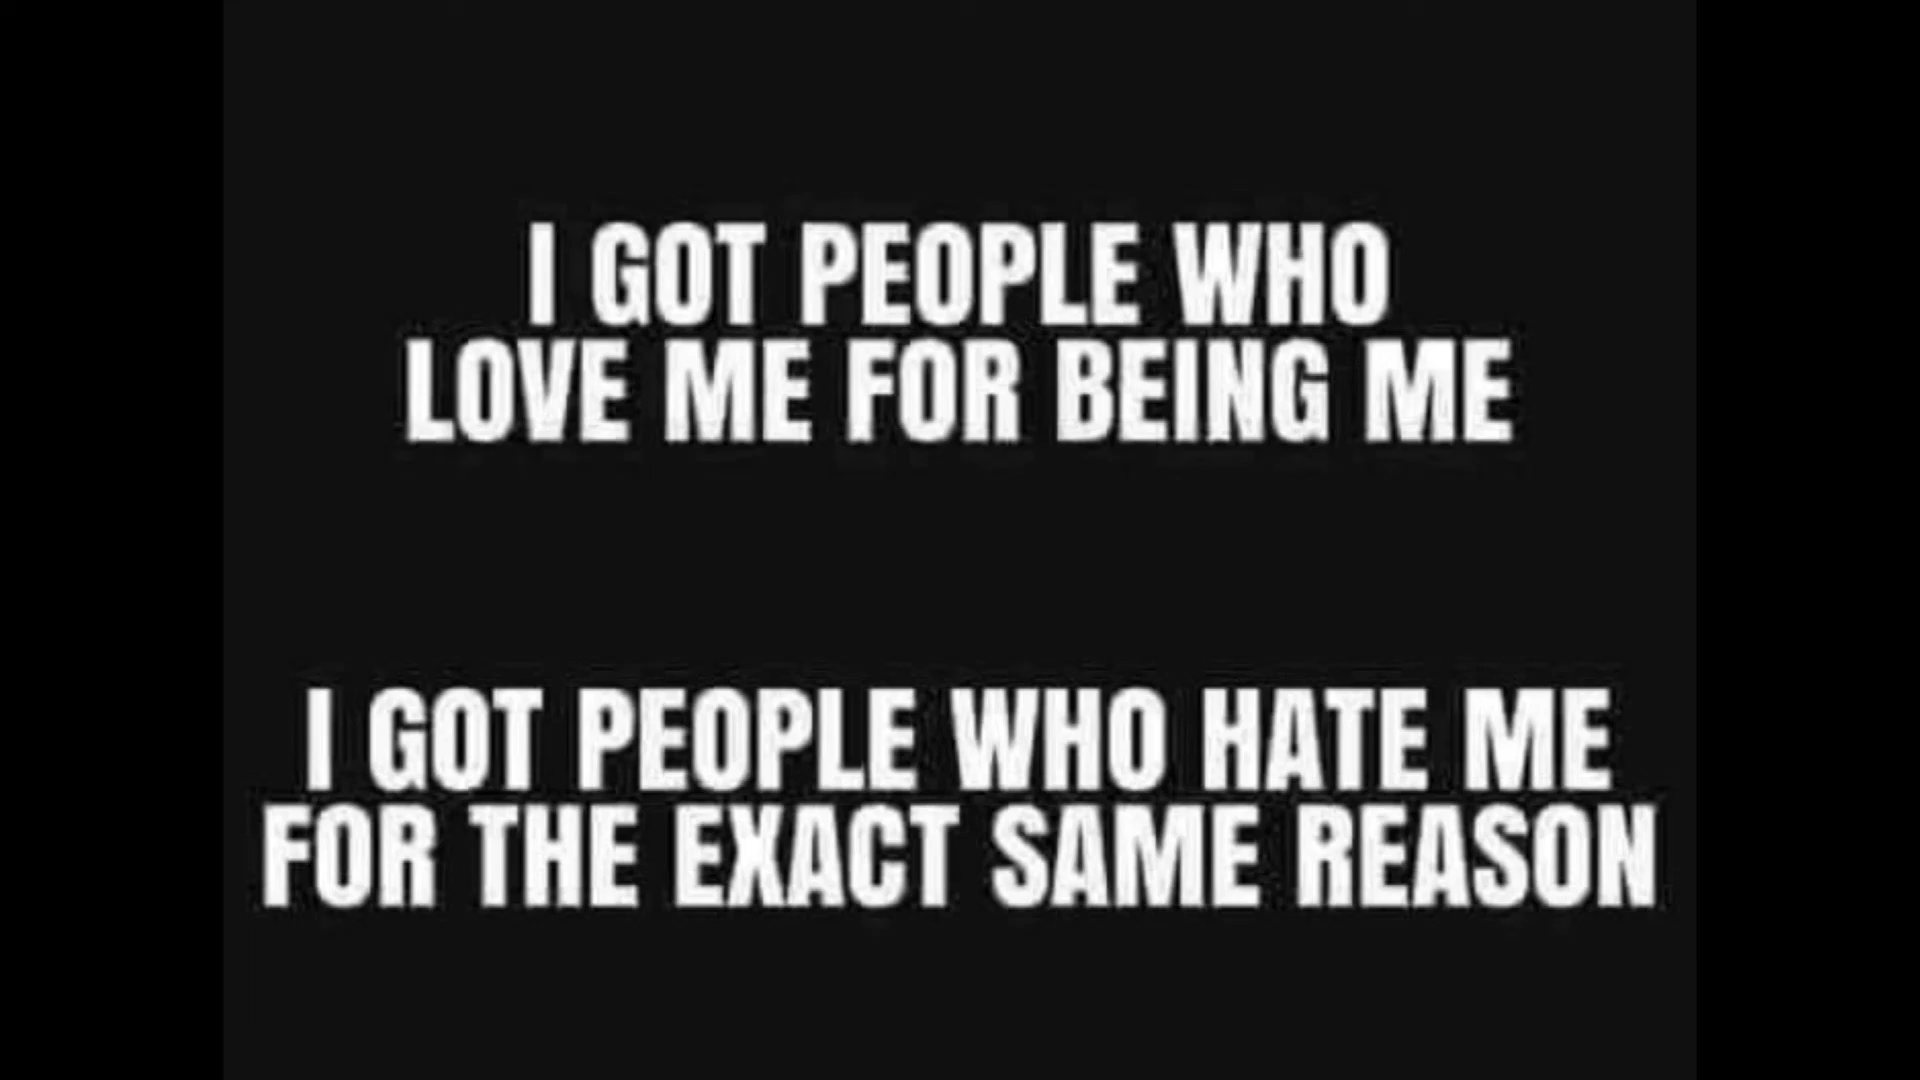 I GOT PEOPLE WHO
LOVE ME FOR BEING ME
I GOT PEOPLE WHO HATE ME
FOR THE EXACT SAME REASON